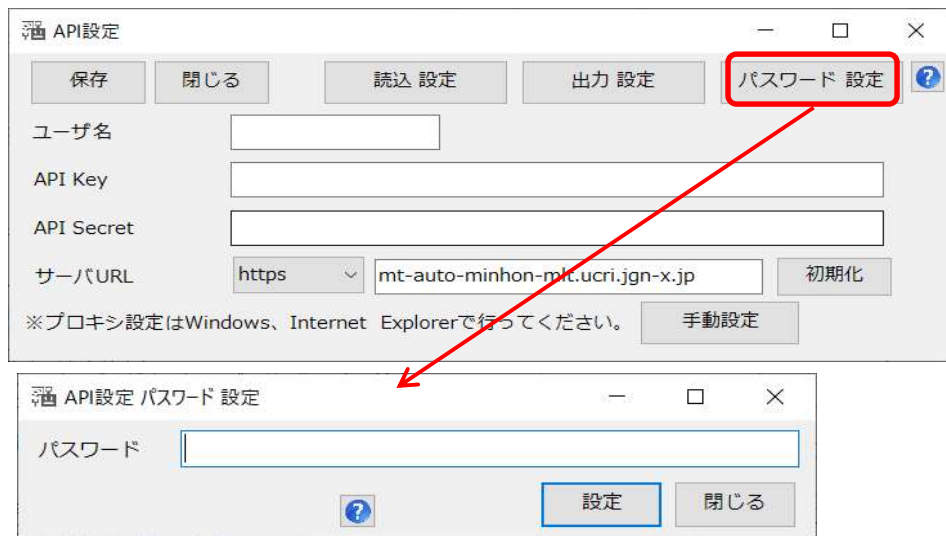 API設定
保存 閉じる 読込 設定 出力 設定 パスワード 設定
ユーザ名
API Key
API Secret
サーバURL https mt-auto-minhon-mlt.ucri.jgn-x.jp 初期化
※プロキシ設定はWindows、Internet Explorerで行ってください。 手動設定
API設定 パスワード 設定
パスワード
設定 閉じる